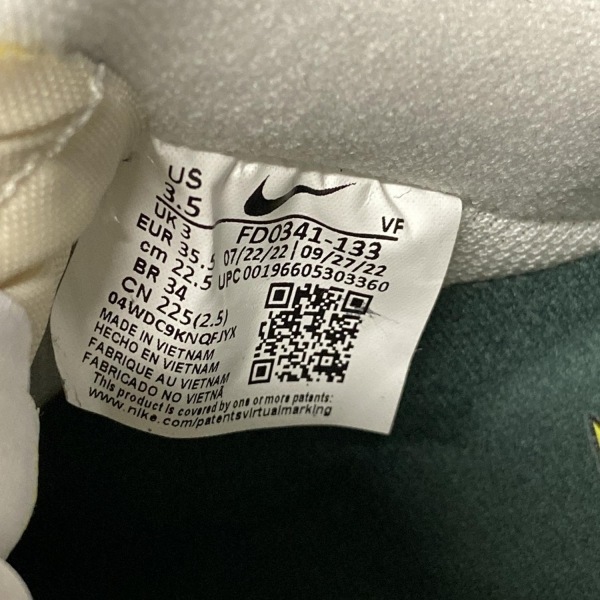 US
3.5
UK 3
EUR 35.5
cm 22.5
BR 34
CN 225(2.5)
04WDC9KNQFJYX
VF
FD0341-133
07/22/22 | 09/27/22
UPC 00196605303360
MADE IN VIETNAM
HECHO EN VIETNAM
FABRIQUE AU VIETNAM
FABRICADO NO VIETNÃ
This product is covered by one or more patents:
www.nike.com/patentsvirtualmarking